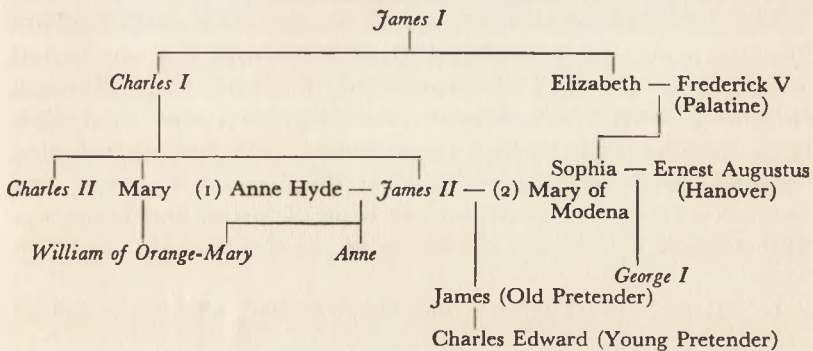 James I
Charles I Elizabeth — Frederick V
(Palatine)
Charles II Mary (1) Anne Hyde — James II — (2) Mary of Sophia — Ernest Augustus
Modena (Hanover)
William of Orange-Mary Anne
George I
James (Old Pretender)
Charles Edward (Young Pretender)